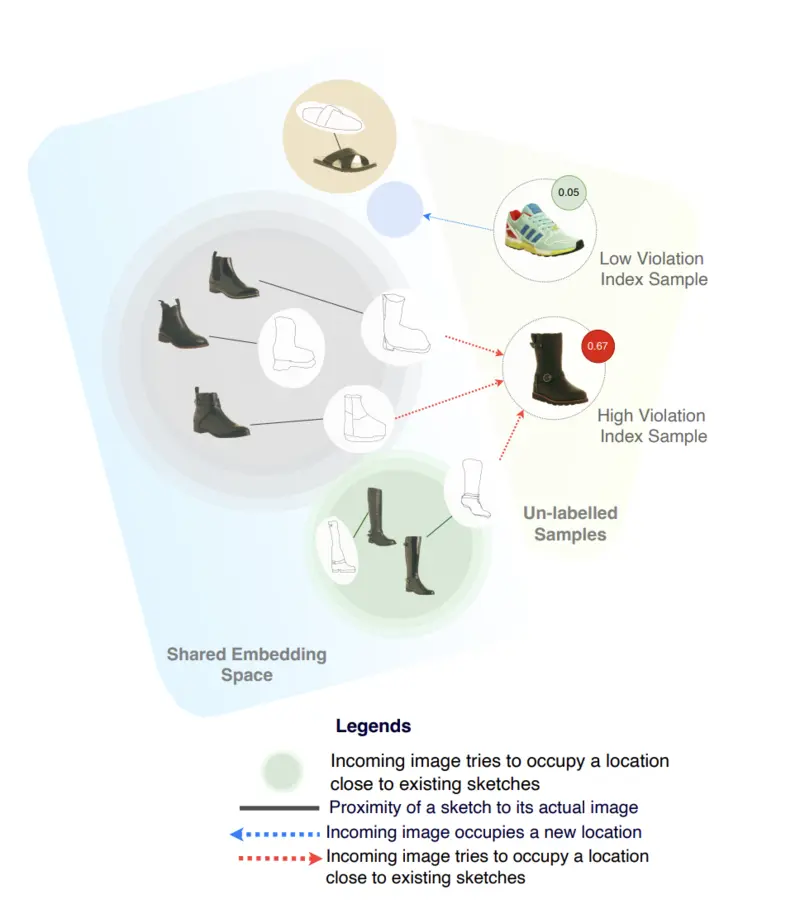 0.05
Low Violation
Index Sample
0.67
High Violation
Index Sample
Un-labelled
Samples
Shared Embedding
Space
Legends
Incoming image tries to occupy a location
close to existing sketches
Proximity of a sketch to its actual image
Incoming image occupies a new location
Incoming image tries to occupy a location
close to existing sketches